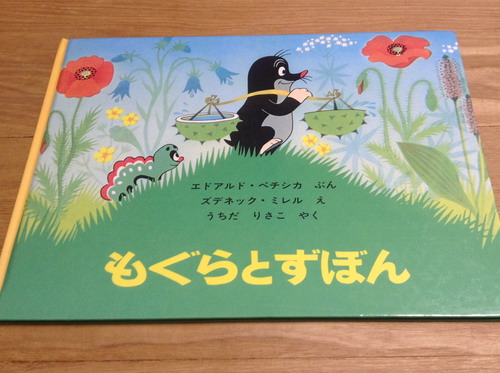 エドアルド・ペチシカ ぶん
ズデネック・ミレル え
うちだ りさこ やく
もぐらとずぼん